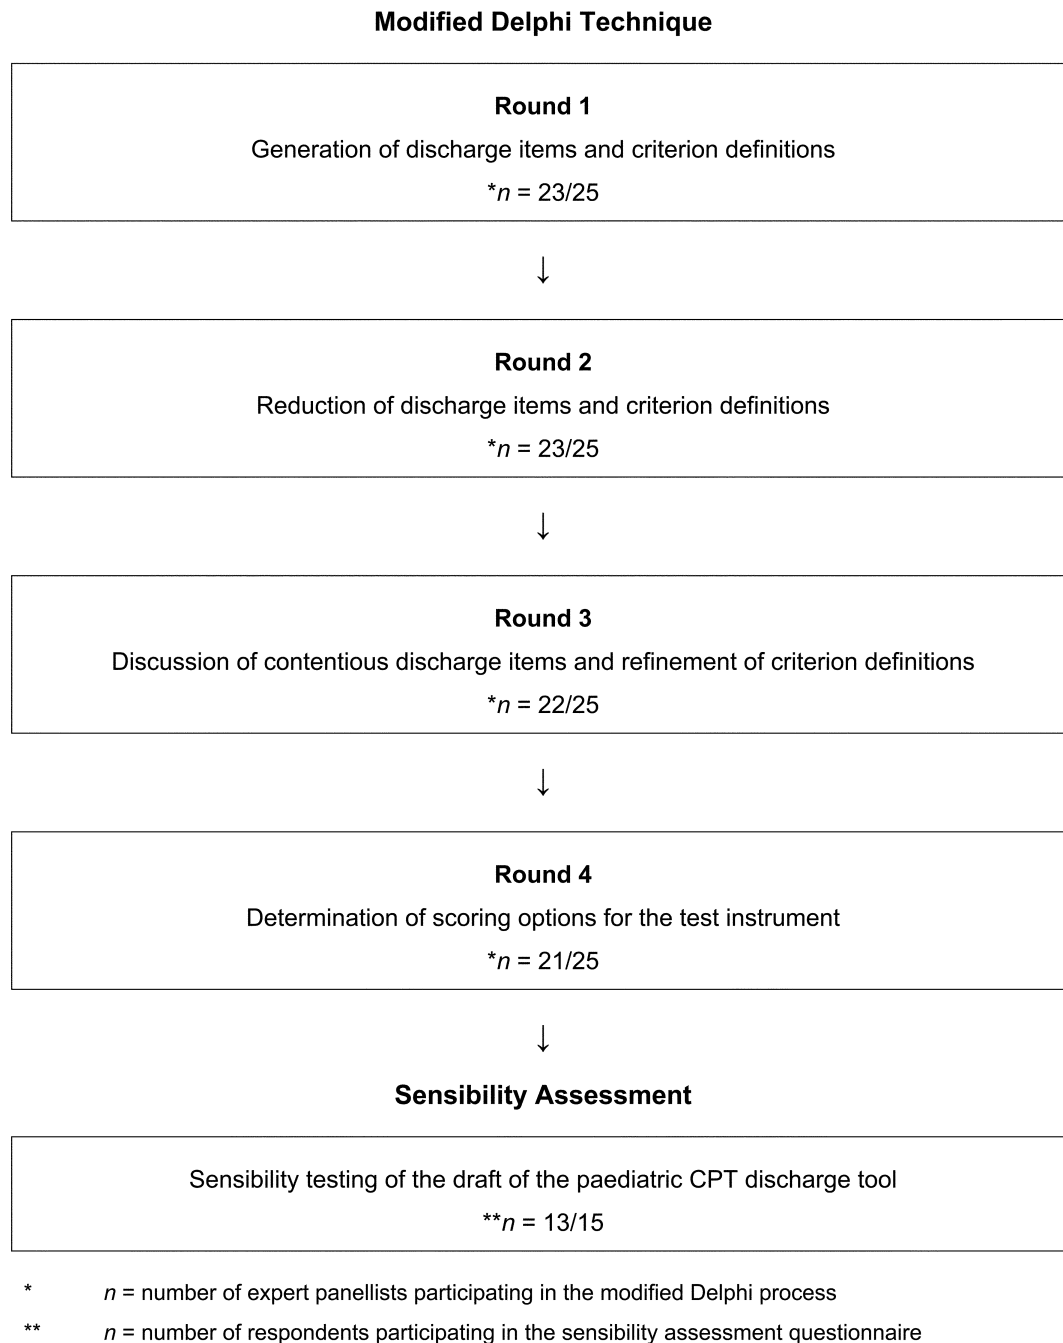 Modified Delphi Technique
Round 1
Generation of discharge items and criterion definitions
*n = 23/25
↓
Round 2
Reduction of discharge items and criterion definitions
*n = 23/25
↓
Round 3
Discussion of contentious discharge items and refinement of criterion definitions
*n = 22/25
↓
Round 4
Determination of scoring options for the test instrument
*n = 21/25
↓
Sensibility Assessment
Sensibility testing of the draft of the paediatric CPT discharge tool
**n = 13/15
* n = number of expert panellists participating in the modified Delphi process
** n = number of respondents participating in the sensibility assessment questionnaire